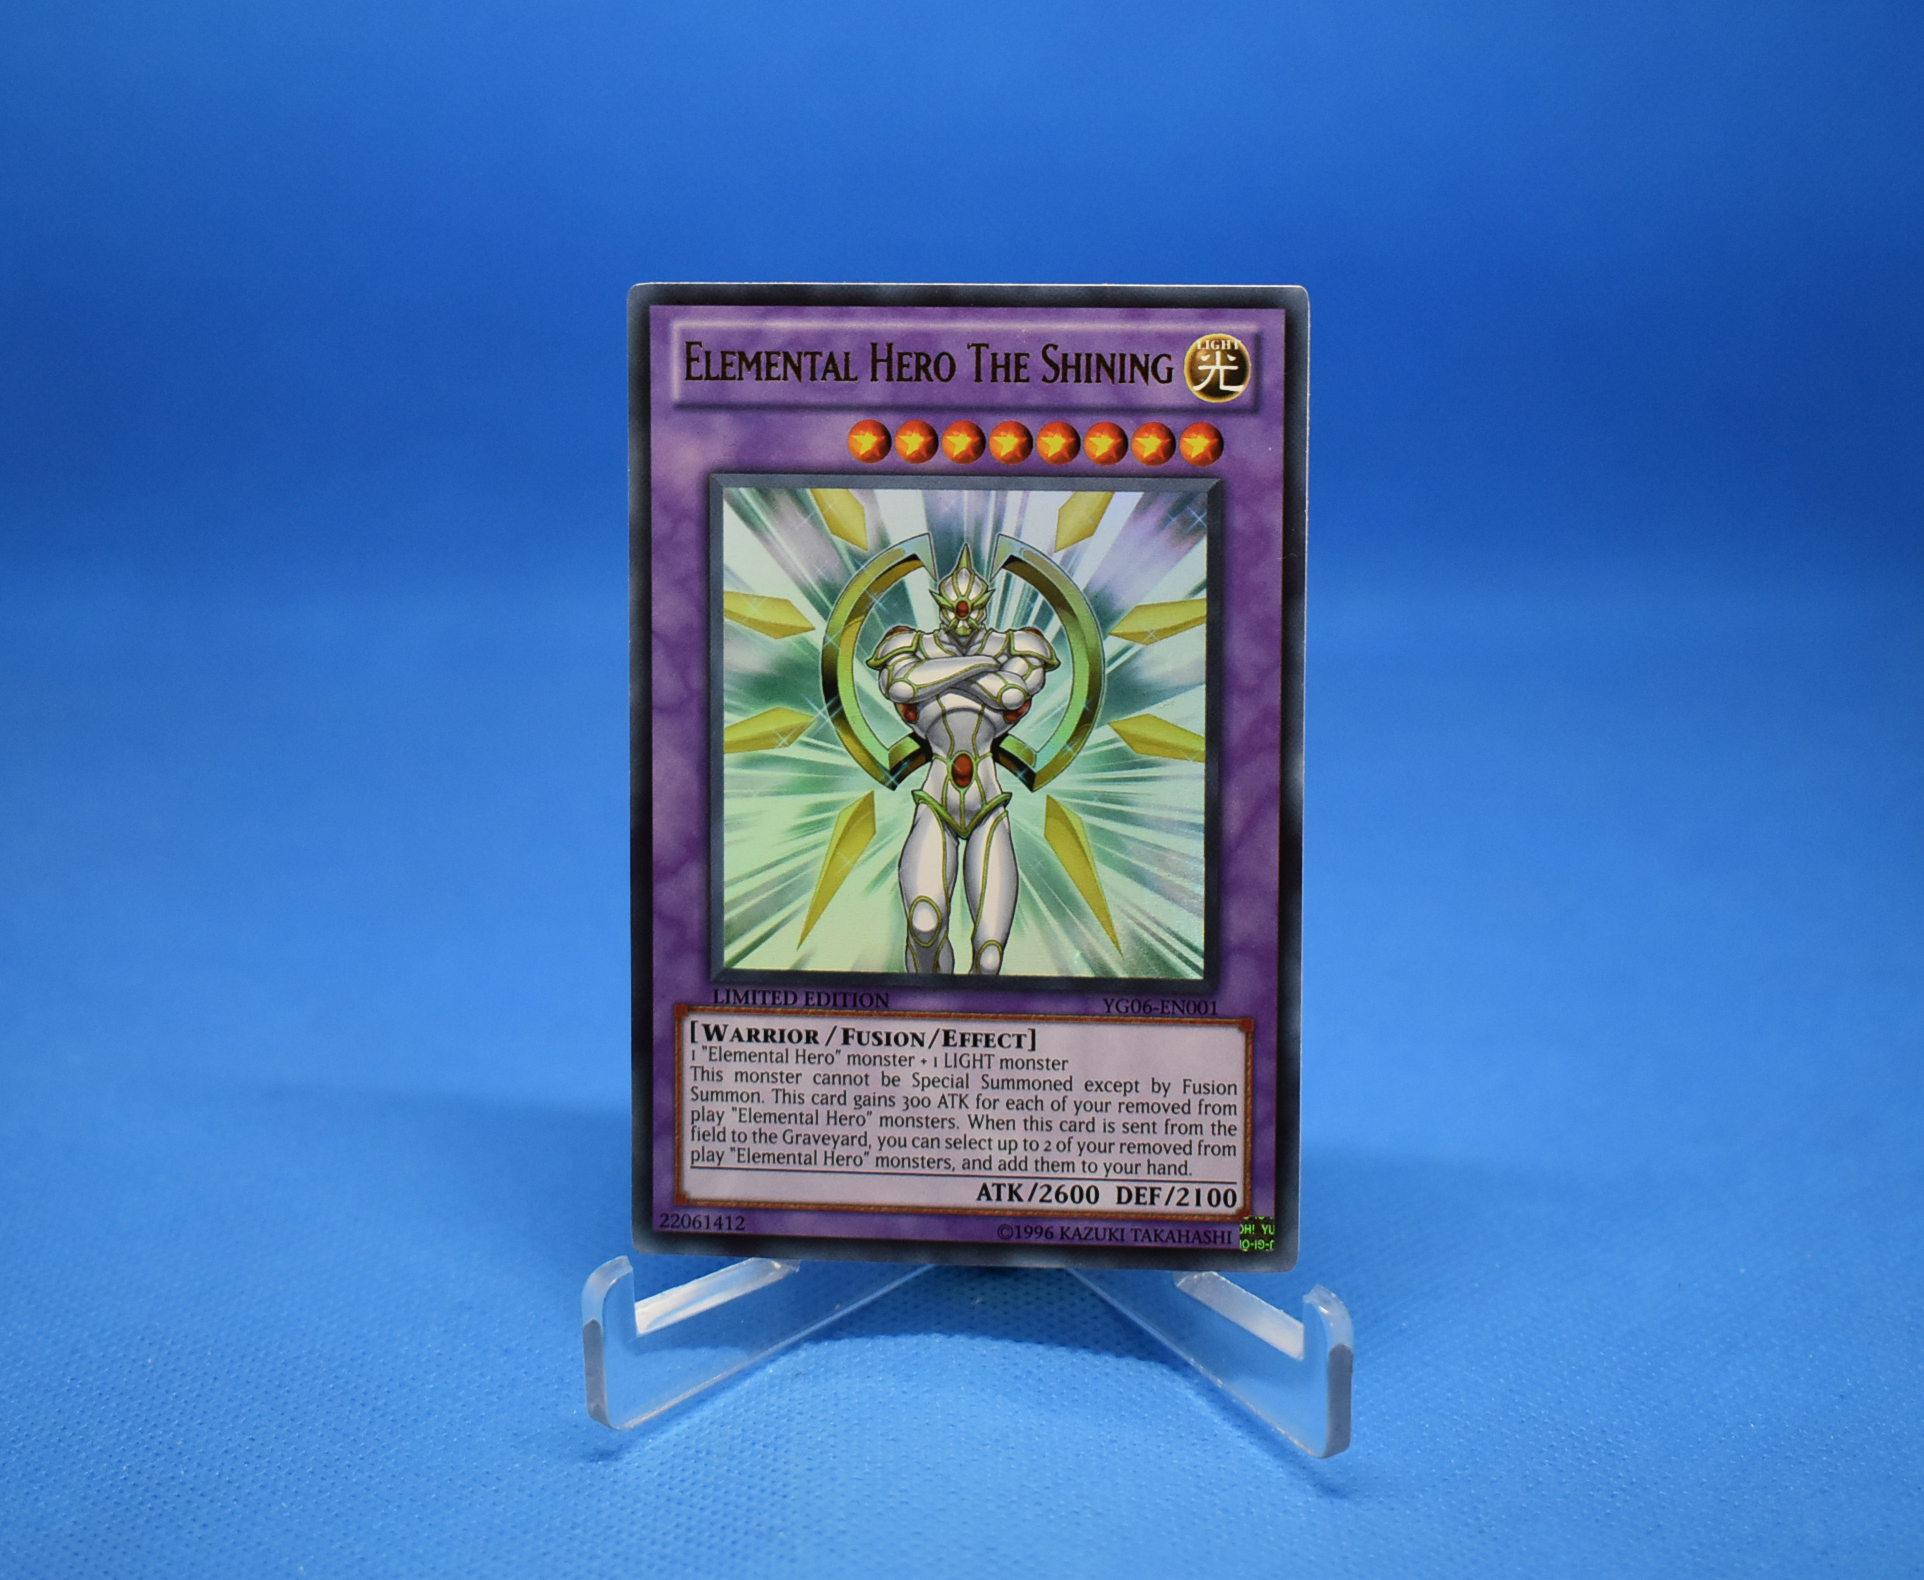 ELEMENTAL HERO THE SHINING
LIGHT
光
LIMITED EDITION
YG06-EN001
[WARRIOR/FUSION/EFFECT]
1 "Elemental Hero" monster + 1 LIGHT monster
This monster cannot be Special Summoned except by Fusion
Summon. This card gains 300 ATK for each of your removed from
play "Elemental Hero" monsters. When this card is sent from the
field to the Graveyard, you can select up to 2 of your removed from
play "Elemental Hero" monsters, and add them to your hand.
ATK/2600 DEF/2100
22061412
©1996 KAZUKI TAKAHASHI
OH! YU